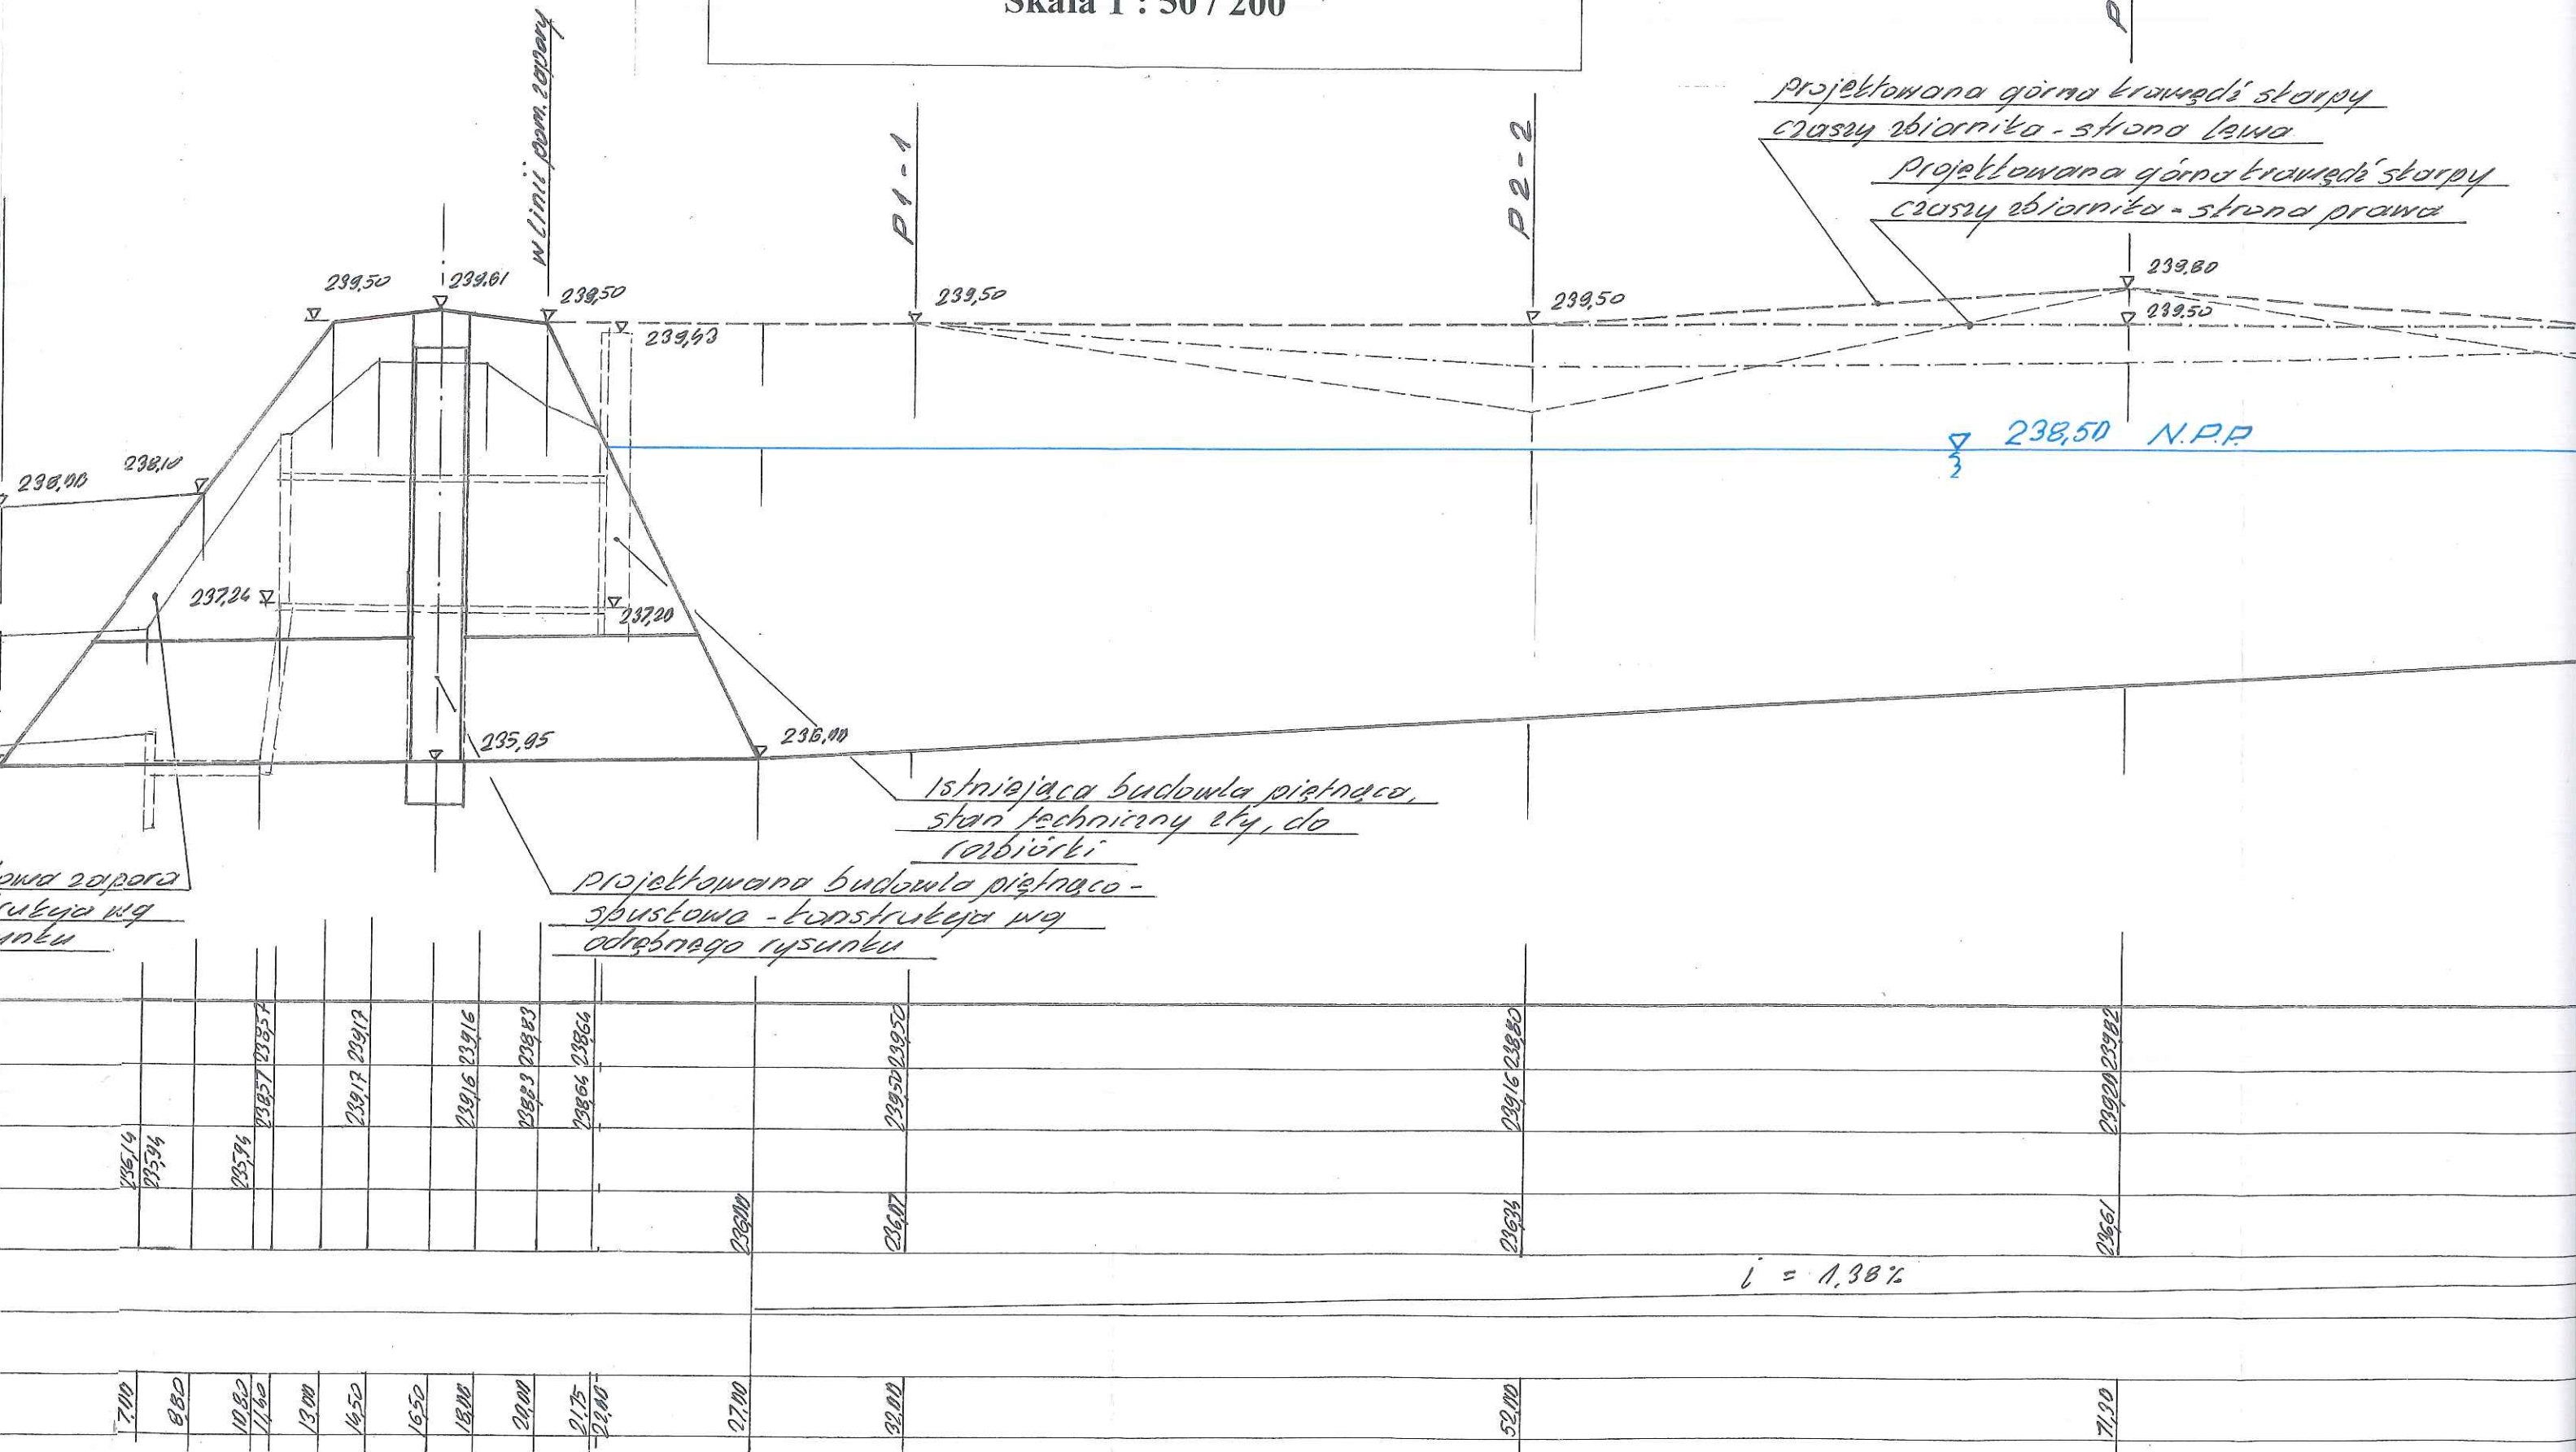 Skala 1 : 50 / 200
w linii pom. zapory
P 1 - 1
P 2 - 2
P
projektowana górna krawędź skarpy
czaszy zbiornika - strona lewa
projektowana górna krawędź skarpy
czaszy zbiornika - strona prawa
239,50
239,61
239,50
239,43
239,50
239,50
239,80
239.50
238,50 N.P.P.
238,00
238,10
237,24
237,20
235,95
236,00
Istniejąca budowla piętrząca,
stan techniczny zły, do
rozbiórki
projektowana budowla piętrząco-
spustowa - konstrukcja wg
odrębnego rysunku
owa zapora
rukcja wg
unku
238,57 239,17 239,16 238,83 238,64 239,50 238,80 239,82
238,57 239,17 239,16 238,83 238,64 239,50 239,16 239,20
236,14 235,94 235,94
236,00 236,07 236,34 236,61
i = 1,38%
7,00 8,80 10,80 11,40 13,00 14,50 16,50 18,00 20,00 21,75 22,00 27,00 32,00 52,00 71,30